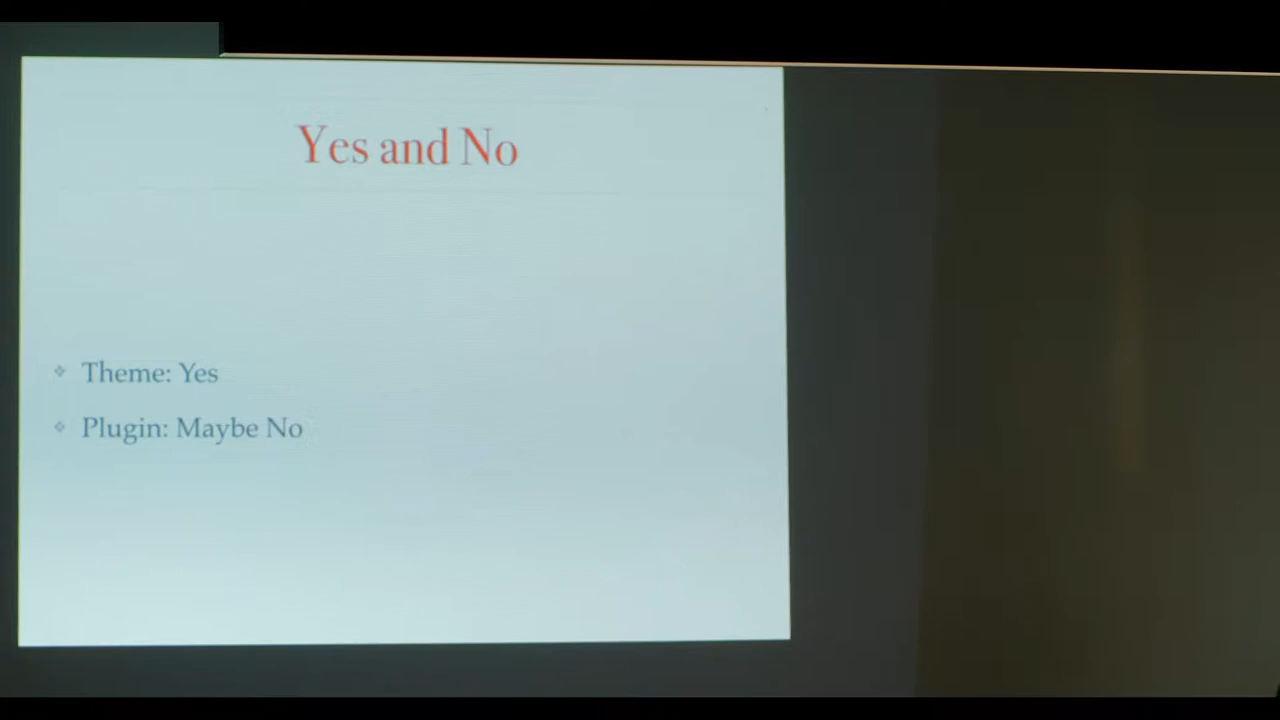 Yes and No
Theme: Yes
Plugin: Maybe No